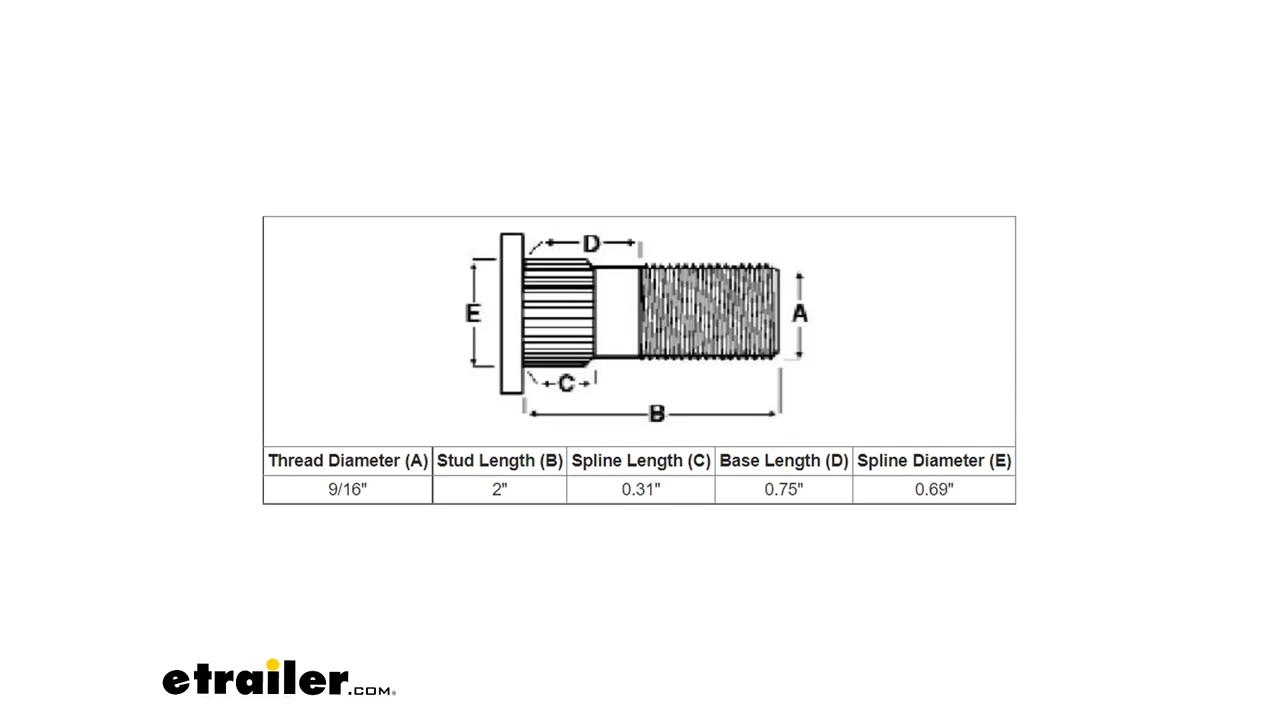 D
E
A
C
B
Thread Diameter (A) Stud Length (B) Spline Length (C) Base Length (D) Spline Diameter (E)
9/16" 2" 0.31" 0.75" 0.69"
etrailer.COM®